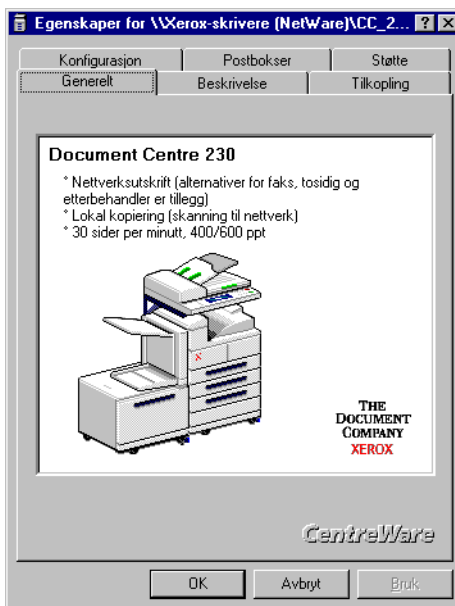 Egenskaper for \\Xerox-skrivere (NetWare)\CC_2...
Konfigurasjon Postbokser Støtte
Generelt Beskrivelse Tilkopling
Document Centre 230
* Nettverksutskrift (alternativer for faks, tosidig og
etterbehandler er tillegg)
* Lokal kopiering (skanning til nettverk)
* 30 sider per minutt, 400/600 ppt
X
THE
DOCUMENT
COMPANY
XEROX
CentreWare
OK Avbryt Bruk